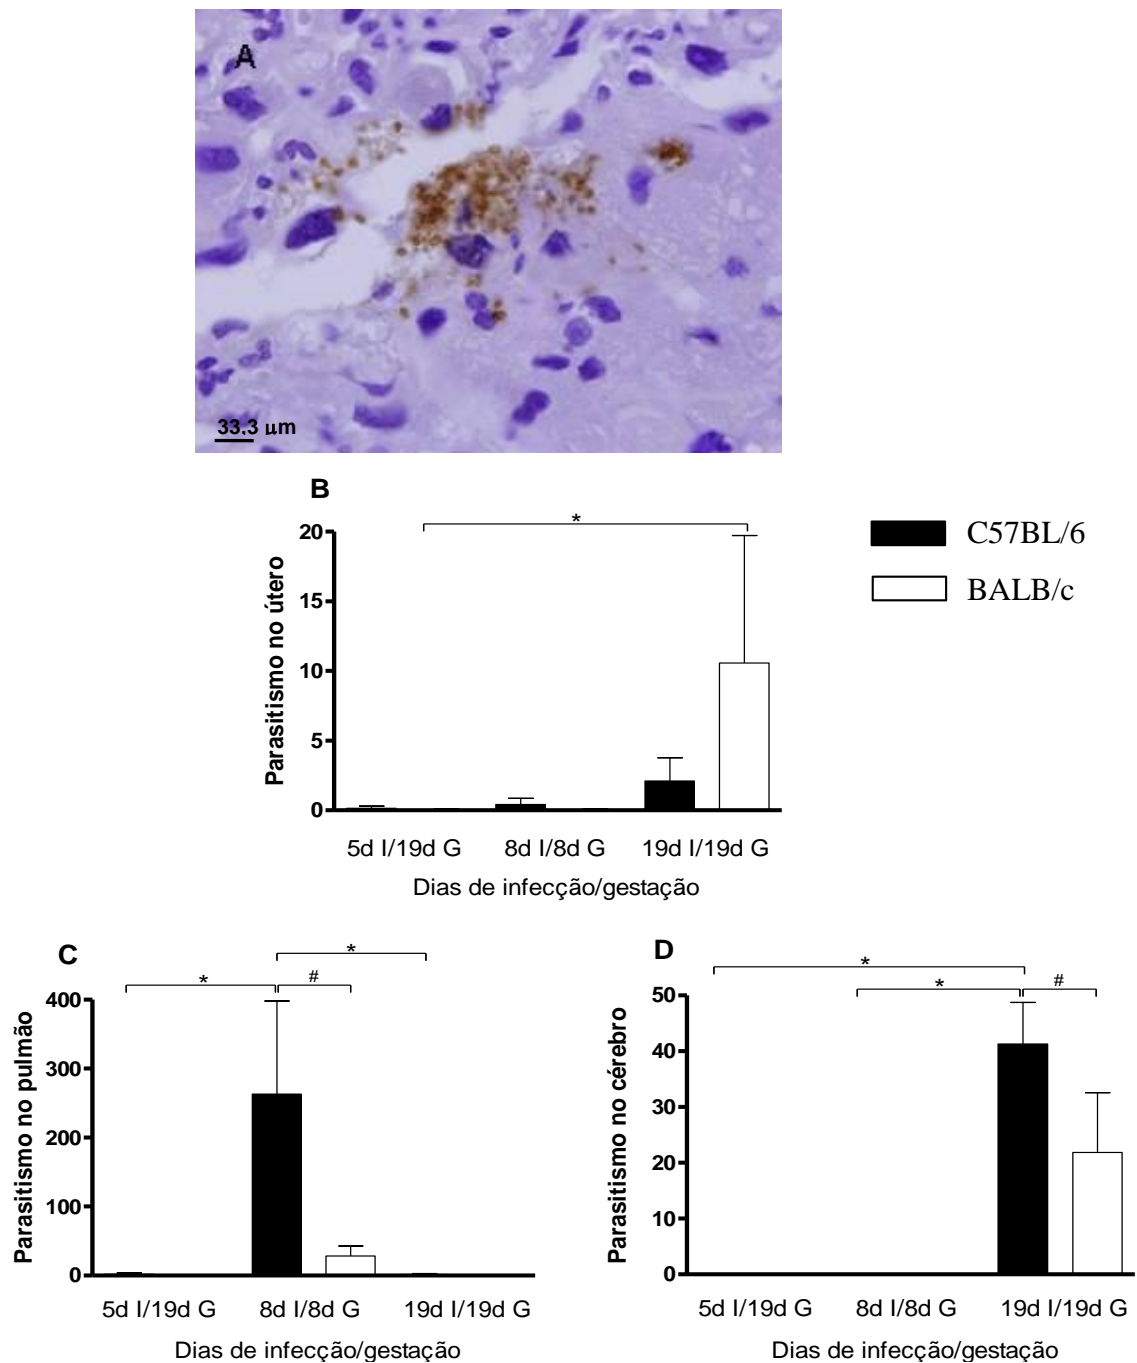 A
33.3 µm
B
*
20
15
10
5
0
Parasitismo no útero
5d I/19d G 8d I/8d G 19d I/19d G
Dias de infecção/gestação
C57BL/6
BALB/c
C
*
* #
400
300
200
100
0
Parasitismo no pulmão
5d I/19d G 8d I/8d G 19d I/19d G
Dias de infecção/gestação
D
*
* #
50
40
30
20
10
0
Parasitismo no cérebro
5d I/19d G 8d I/8d G 19d I/19d G
Dias de infecção/gestação